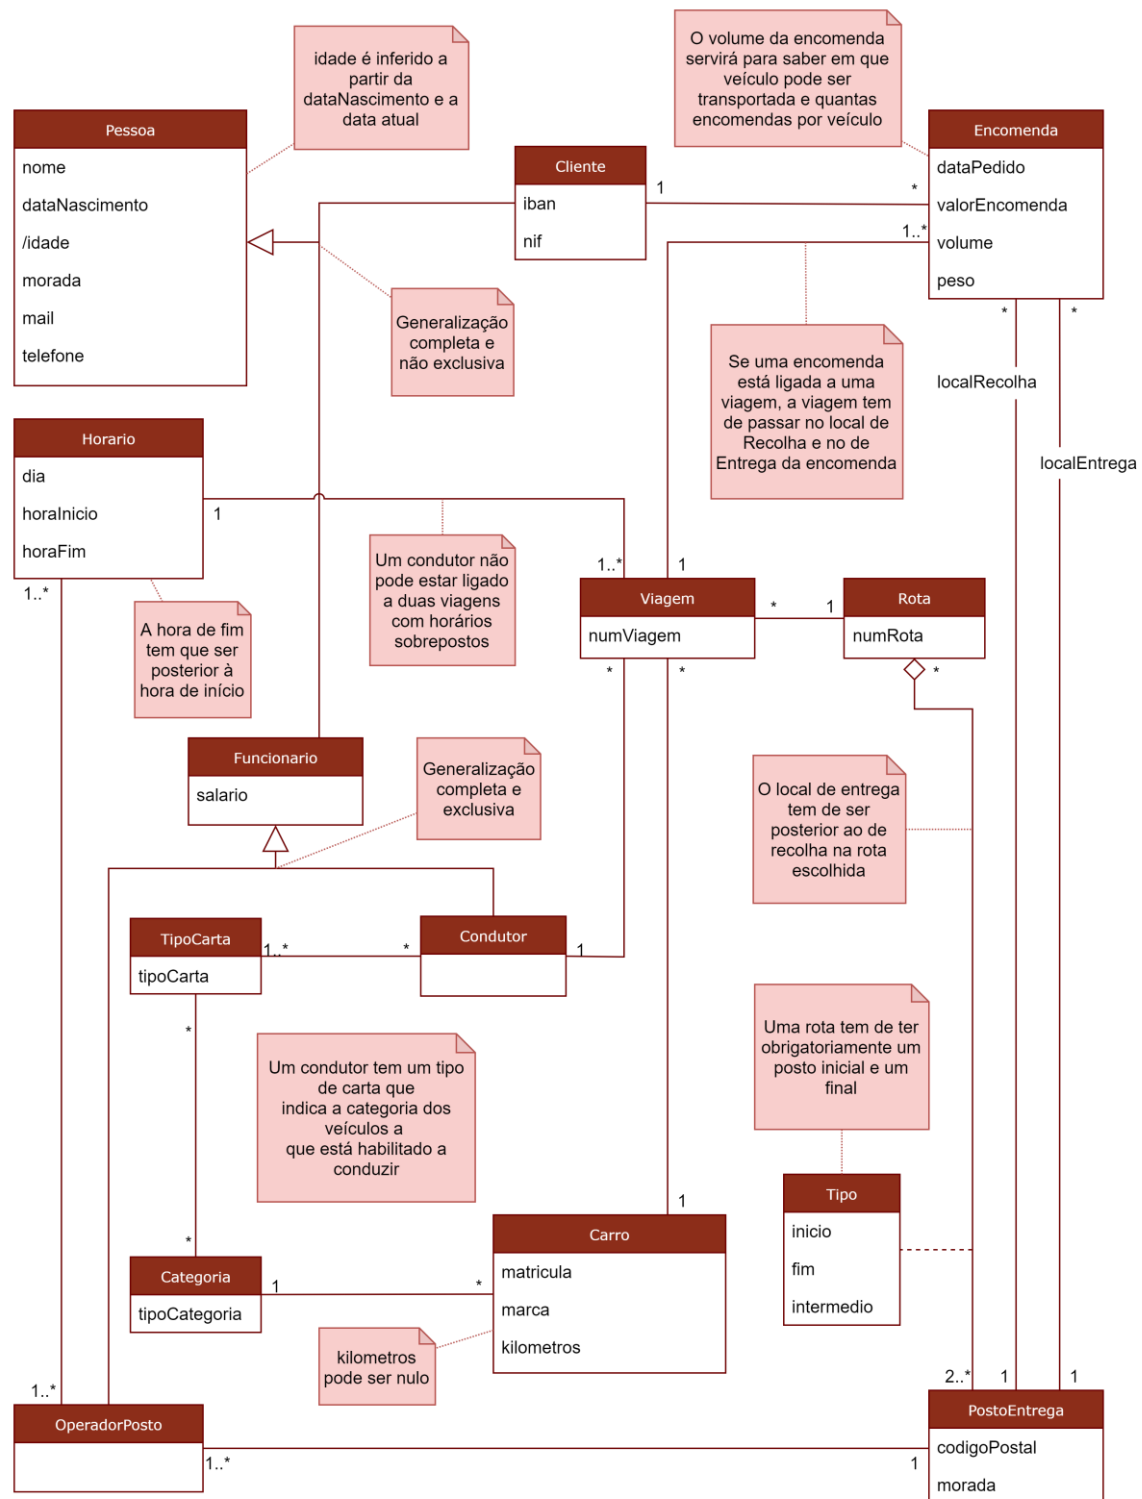 idade é inferido a
partir da
dataNascimento e a
data atual
O volume da encomenda
servirá para saber em que
veículo pode ser
transportada e quantas
encomendas por veículo
Pessoa
nome
dataNascimento
/idade
morada
mail
telefone
Cliente
iban
nif
1
*
Encomenda
dataPedido
valorEncomenda
volume
peso
1..*
*
*
Generalização
completa e
não exclusiva
Se uma encomenda
está ligada a uma
viagem, a viagem tem
de passar no local de
Recolha e no de
Entrega da encomenda
localRecolha
localEntrega
Horario
dia
horaInicio
horaFim
1
1..*
Um condutor não
pode estar ligado
a duas viagens
com horários
sobrepostos
1..*
1
A hora de fim
tem que ser
posterior à
hora de início
Viagem
numViagem
*
1
Rota
numRota
*
*
*
Funcionario
salario
Generalização
completa e
exclusiva
O local de entrega
tem de ser
posterior ao de
recolha na rota
escolhida
TipoCarta
tipoCarta
1..*
*
Condutor
1
*
Um condutor tem um tipo
de carta que
indica a categoria dos
veículos a
que está habilitado a
conduzir
Uma rota tem de ter
obrigatoriamente um
posto inicial e um
final
Tipo
inicio
fim
intermedio
*
Categoria
tipoCategoria
1
*
1
Carro
matricula
marca
kilometros
kilometros
pode ser nulo
1..*
OperadorPosto
1..*
1
2..*
1
1
PostoEntrega
codigoPostal
morada